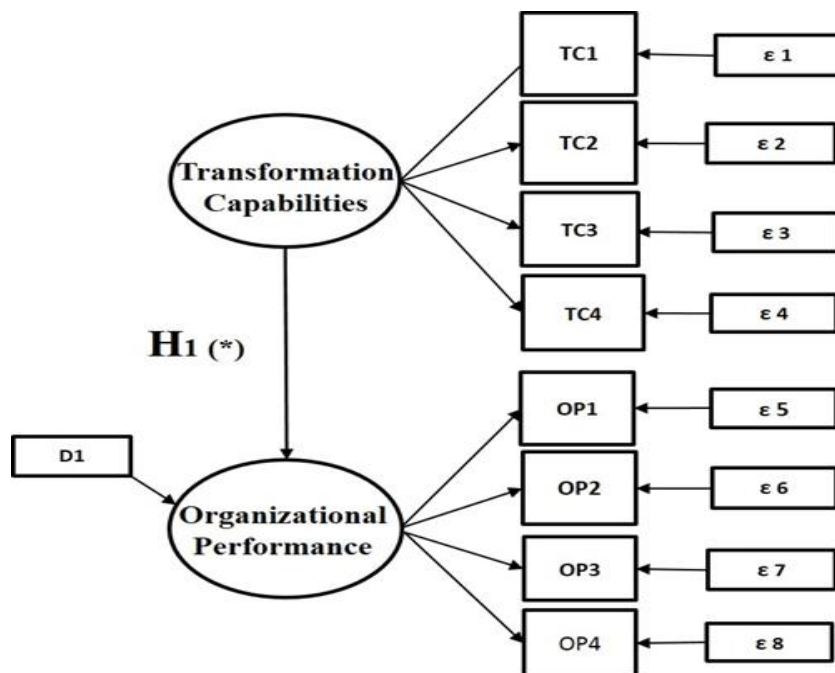 TC1
ε 1
TC2
ε 2
Transformation
Capabilities
TC3
ε 3
TC4
ε 4
H1 (*)
OP1
ε 5
D1
OP2
ε 6
Organizational
Performance
OP3
ε 7
OP4
ε 8